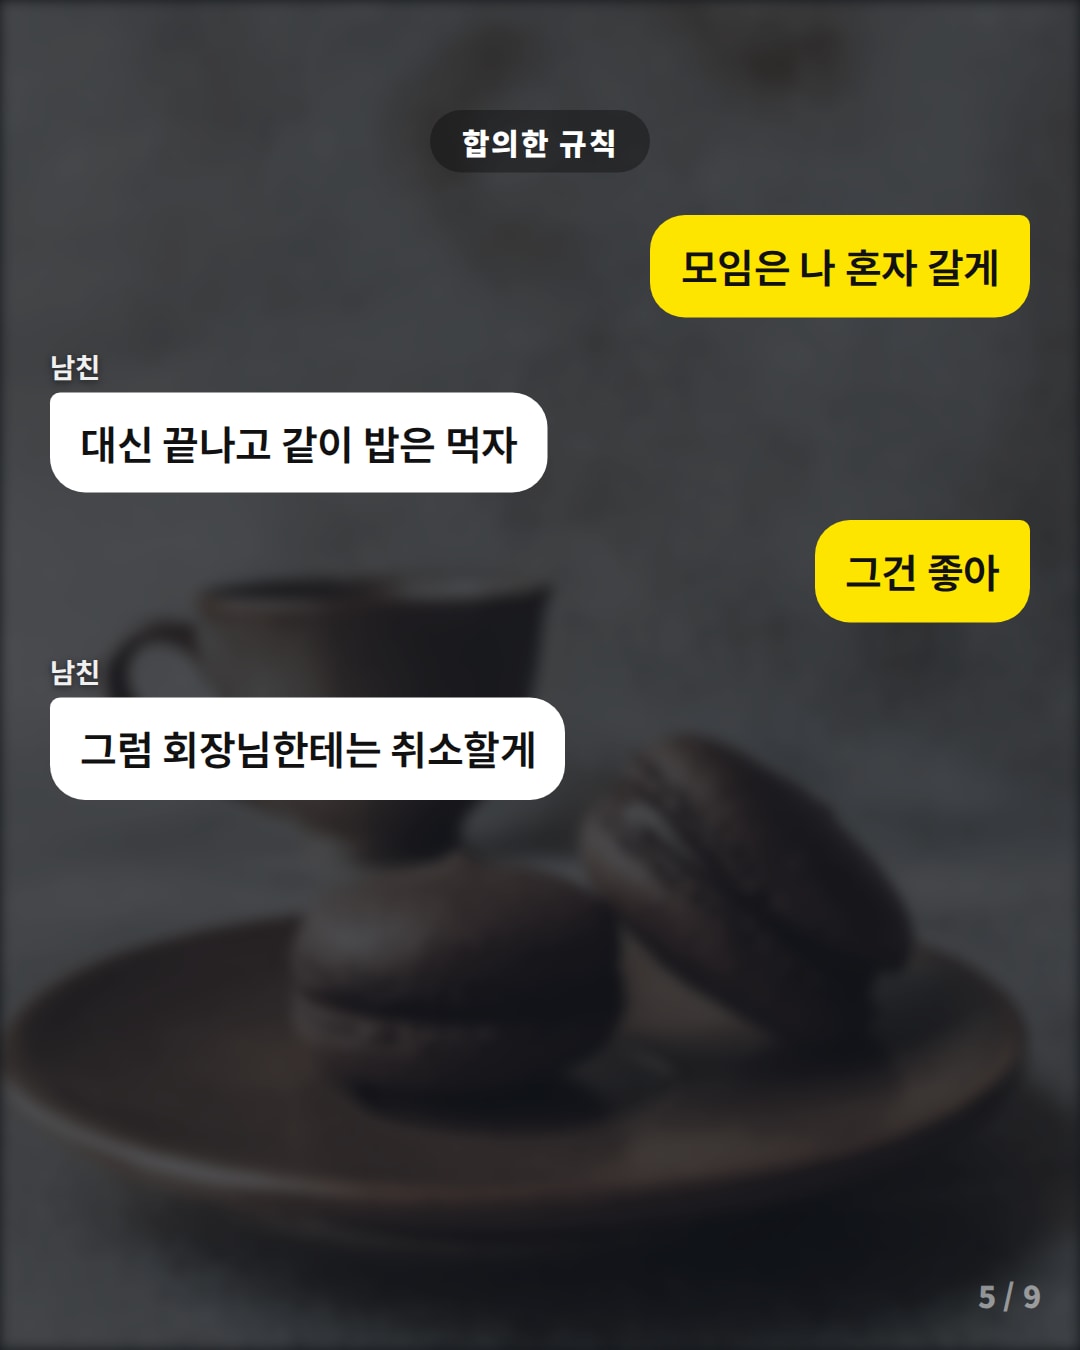 합의한 규칙
모임은 나 혼자 갈게
남친
대신 끝나고 같이 밥은 먹자
그건 좋아
남친
그럼 회장님한테는 취소할게
5 / 9